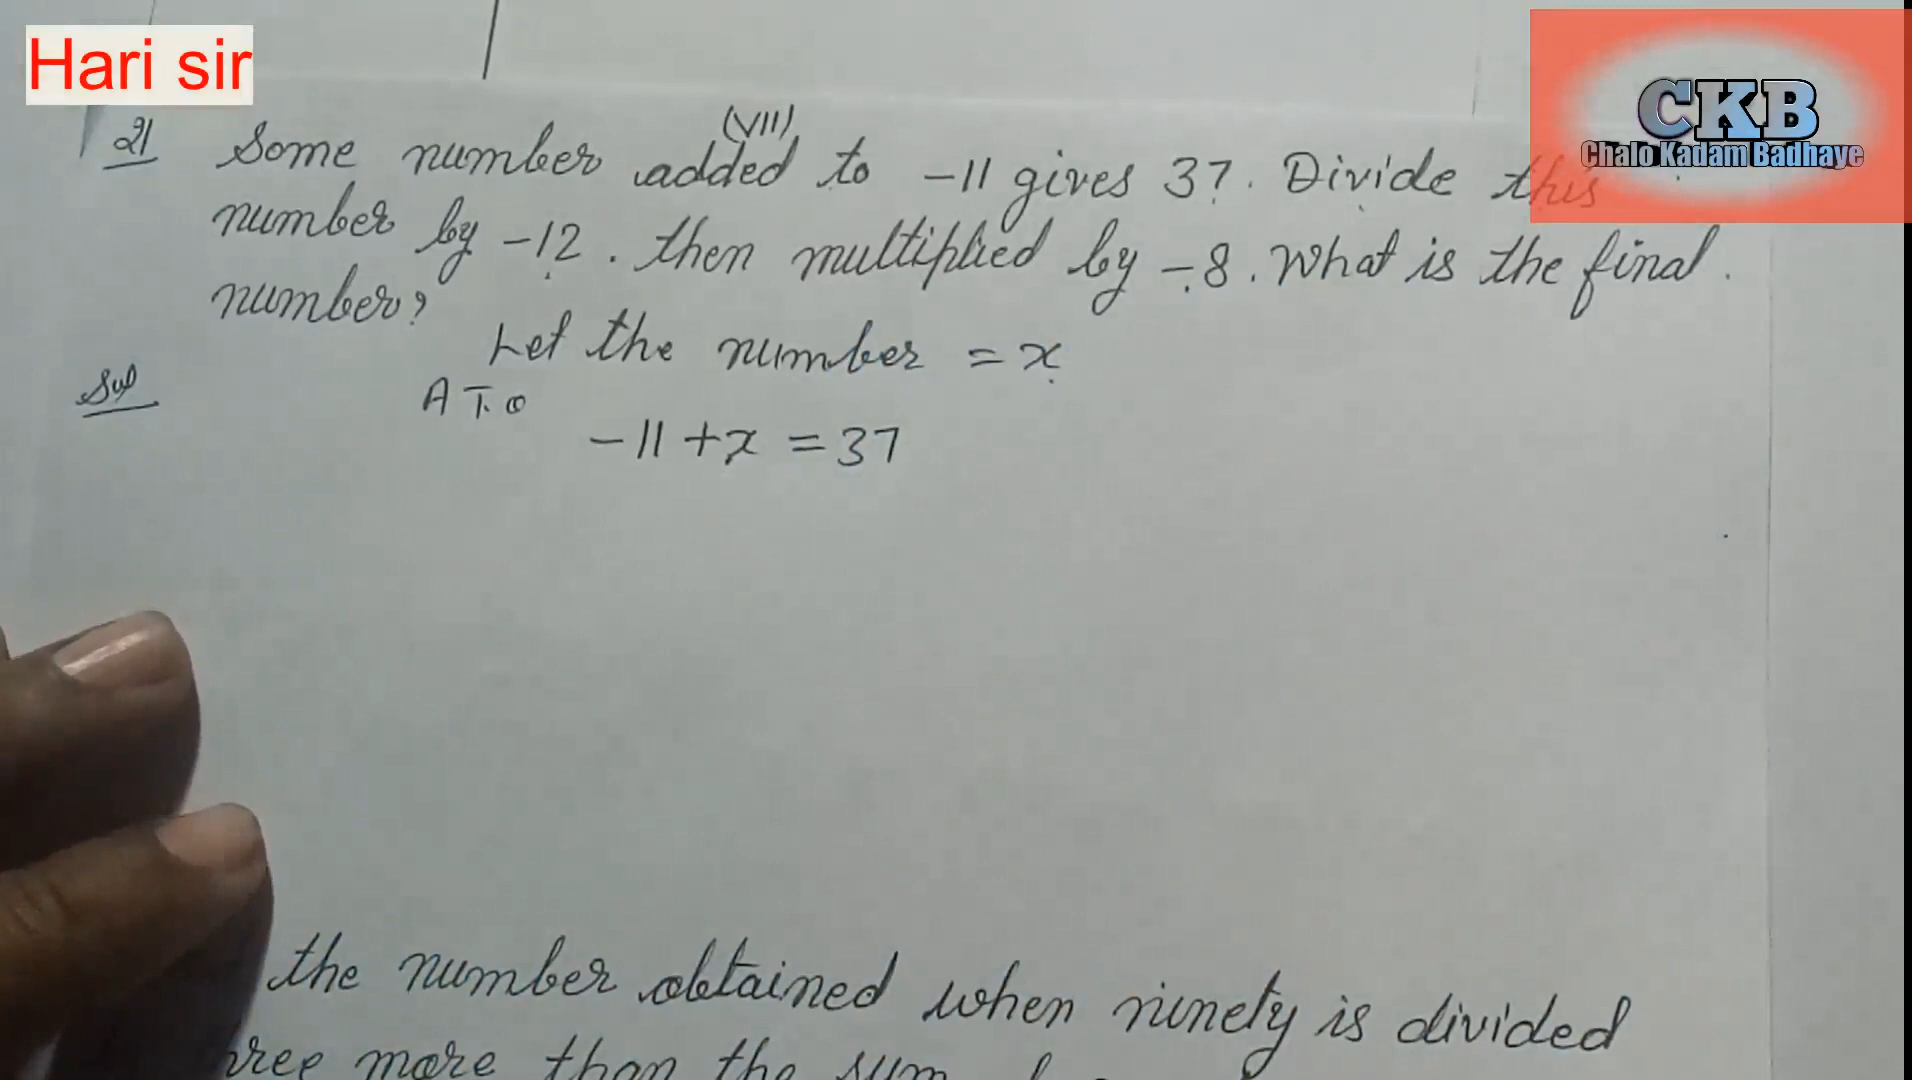 Hari sir
CKB
Chalo Kadam Badhaye
(VII)
21 Some number added to -11 gives 37. Divide this
number by -12. then multiplied by -8. What is the final
number?
Let the number = x
Sol
A T. Q
-11 + x = 37
the number obtained when ninety is divided
more than the sum